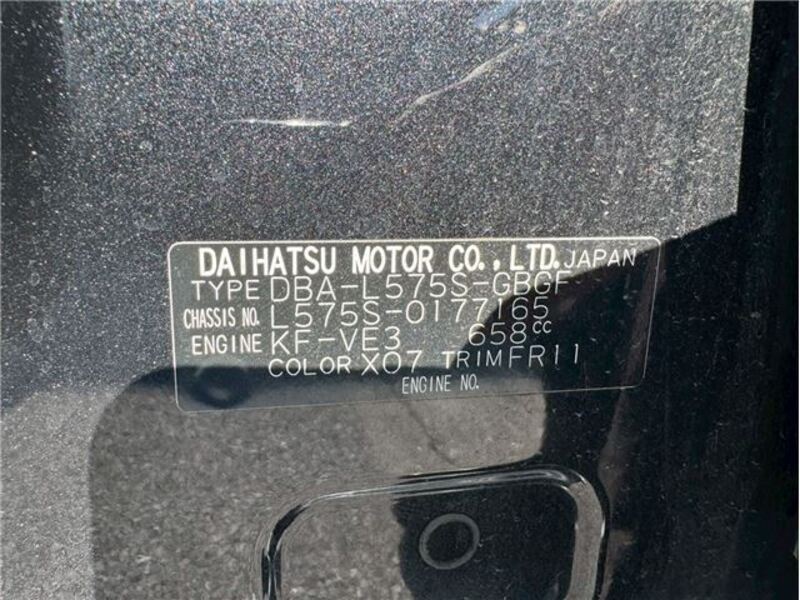 DAIHATSU MOTOR CO., LTD. JAPAN
TYPE DBA-L575S-GBGF
CHASSIS NO. L575S-0177165
ENGINE KF-VE3 658cc
COLOR X07 TRIM FR11
ENGINE NO.